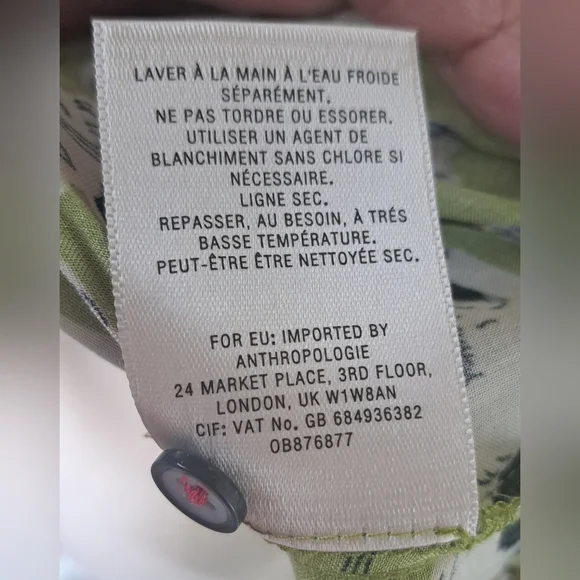 LAVER À LA MAIN À L'EAU FROIDE
SÉPARÉMENT.
NE PAS TORDRE OU ESSORER.
UTILISER UN AGENT DE
BLANCHIMENT SANS CHLORE SI
NÉCESSAIRE.
LIGNE SEC.
REPASSER, AU BESOIN, À TRÉS
BASSE TEMPÉRATURE.
PEUT-ÊTRE ÊTRE NETTOYÉE SEC.
FOR EU: IMPORTED BY
ANTHROPOLOGIE
24 MARKET PLACE, 3RD FLOOR,
LONDON, UK W1W8AN
CIF: VAT No. GB 684936382
OB876877